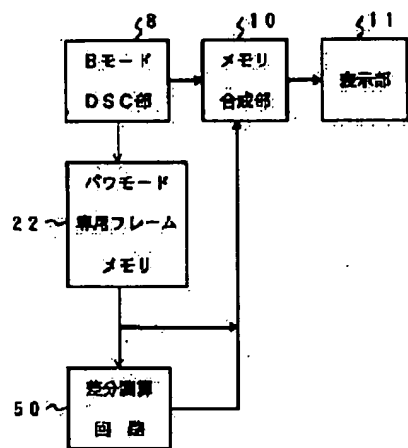 8
10
11
Bモード
DSC部
メモリ
合成部
表示部
パワモード
専用フレーム
メモリ
22
差分演算
回路
50